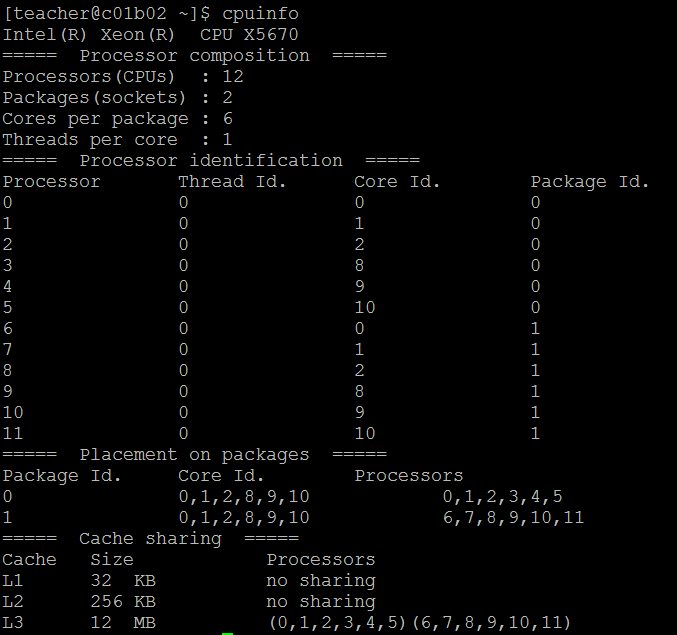 [teacher@c01b02 ~]$ cpuinfo
Intel(R) Xeon(R)  CPU X5670
=====  Processor composition  =====
Processors(CPUs)  : 12
Packages(sockets) : 2
Cores per package : 6
Threads per core  : 1
=====  Processor identification  =====
Processor       Thread Id.      Core Id.        Package Id.
0               0               0               0
1               0               1               0
2               0               2               0
3               0               8               0
4               0               9               0
5               0               10              0
6               0               0               1
7               0               1               1
8               0               2               1
9               0               8               1
10              0               9               1
11              0               10              1
=====  Placement on packages  =====
Package Id.     Core Id.        Processors
0               0,1,2,8,9,10            0,1,2,3,4,5
1               0,1,2,8,9,10            6,7,8,9,10,11
=====  Cache sharing  =====
Cache   Size            Processors
L1      32  KB          no sharing
L2      256 KB          no sharing
L3      12  MB          (0,1,2,3,4,5)(6,7,8,9,10,11)